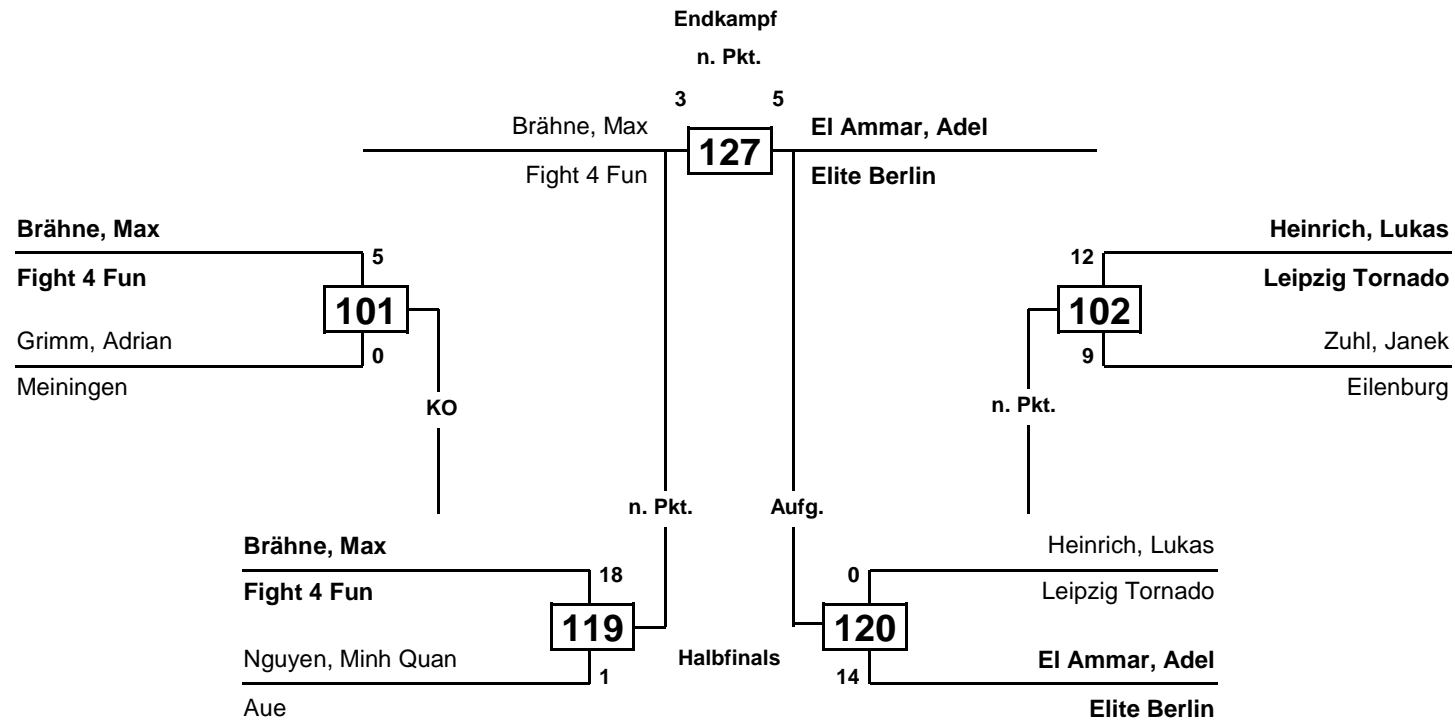 Endkampf
n. Pkt.
3 5
Brähne, Max 127 El Ammar, Adel
Fight 4 Fun Elite Berlin
Brähne, Max Heinrich, Lukas
5 12
Fight 4 Fun Leipzig Tornado
101 102
Grimm, Adrian Zuhl, Janek
0 9
Meiningen Eilenburg
KO n. Pkt.
n. Pkt. Aufg.
Brähne, Max Heinrich, Lukas
18 0
Fight 4 Fun Leipzig Tornado
119 120
Nguyen, Minh Quan Halbfinals El Ammar, Adel
1 14
Aue Elite Berlin